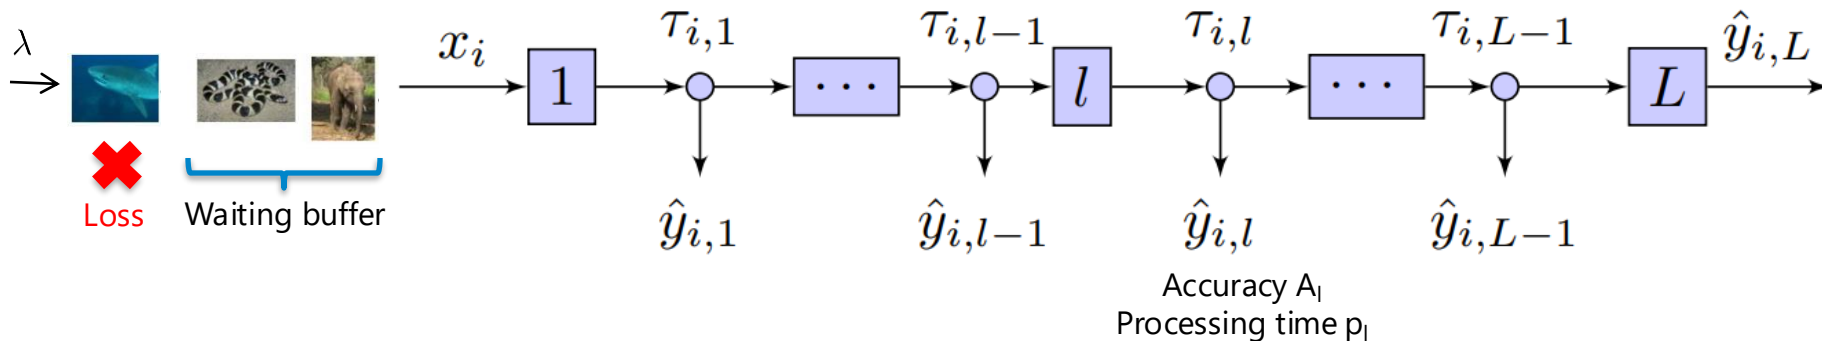 λ
x_i
1
τ_{i,1}
· · ·
τ_{i,l−1}
l
τ_{i,l}
· · ·
τ_{i,L−1}
L
ŷ_{i,L}
Loss
Waiting buffer
ŷ_{i,1}
ŷ_{i,l−1}
ŷ_{i,l}
ŷ_{i,L−1}
Accuracy A_l
Processing time p_l